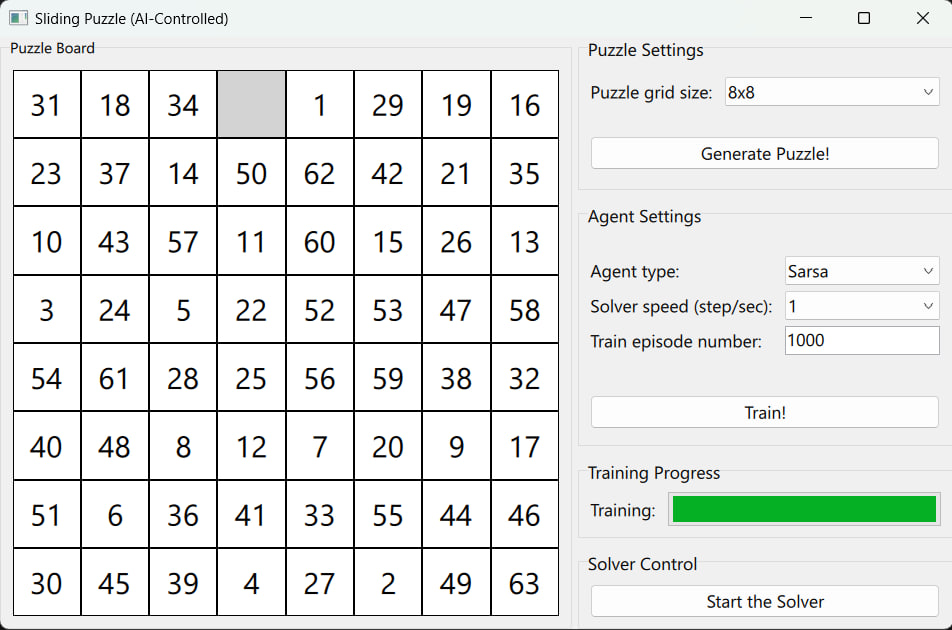 Sliding Puzzle (AI-Controlled)
Puzzle Board
31 18 34 1 29 19 16
23 37 14 50 62 42 21 35
10 43 57 11 60 15 26 13
3 24 5 22 52 53 47 58
54 61 28 25 56 59 38 32
40 48 8 12 7 20 9 17
51 6 36 41 33 55 44 46
30 45 39 4 27 2 49 63
Puzzle Settings
Puzzle grid size: 8x8
Generate Puzzle!
Agent Settings
Agent type: Sarsa
Solver speed (step/sec): 1
Train episode number: 1000
Train!
Training Progress
Training:
Solver Control
Start the Solver